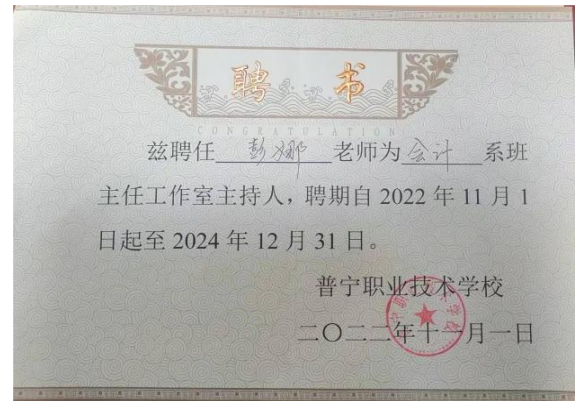 聘书
CONGRATULATION
兹聘任 彭娜 老师为会计 系班
主任工作室主持人，聘期自 2022 年 11 月 1
日起至 2024 年 12 月 31 日。
普宁职业技术学校
二〇二二年十一月一日